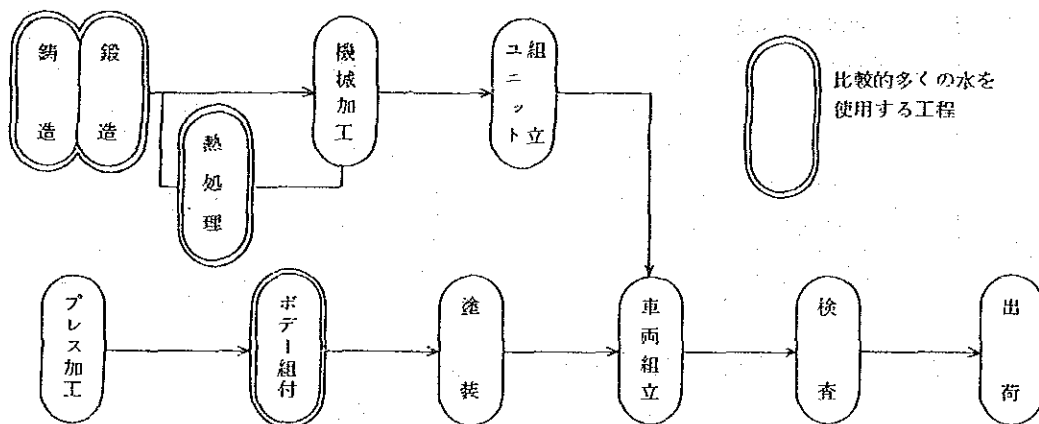 鋳造
鍛造
熱処理
機械加工
ユニット
組立
比較的多くの水を
使用する工程
プレス加工
ボデー組付
塗装
車両組立
検査
出荷